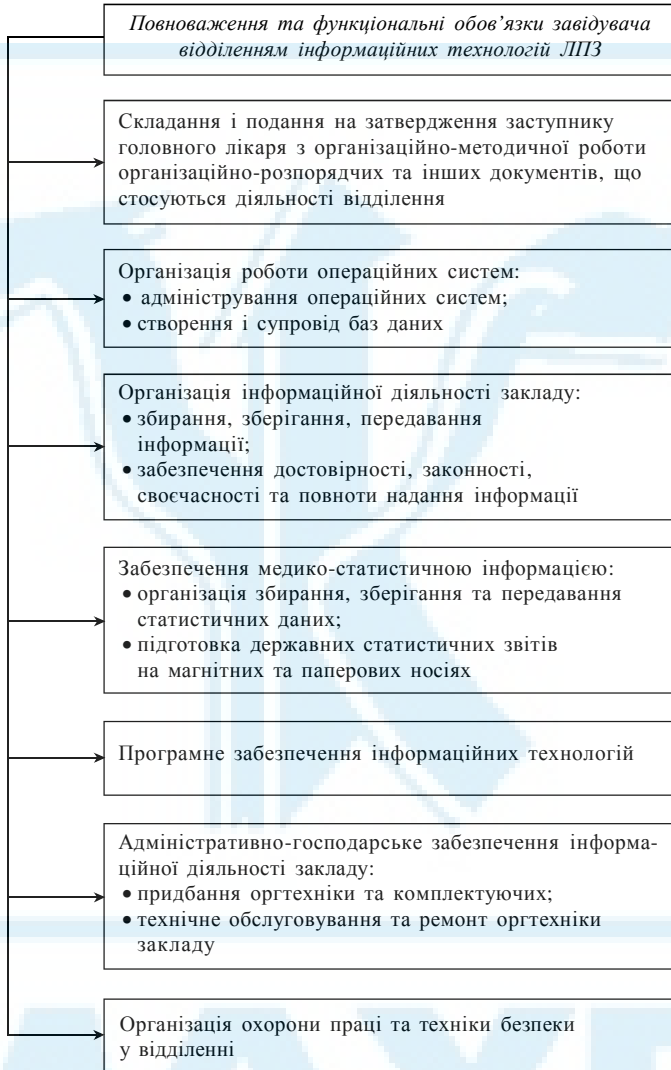 Повноваження та функціональні обов’язки завідувача
відділенням інформаційних технологій ЛПЗ
Складання і подання на затвердження заступнику
головного лікаря з організаційно-методичної роботи
організаційно-розпорядчих та інших документів, що
стосуються діяльності відділення
Організація роботи операційних систем:
• адміністрування операційних систем;
• створення і супровід баз даних
Організація інформаційної діяльності закладу:
• збирання, зберігання, передавання
інформації;
• забезпечення достовірності, законності,
своєчасності та повноти надання інформації
Забезпечення медико-статистичною інформацією:
• організація збирання, зберігання та передавання
статистичних даних;
• підготовка державних статистичних звітів
на магнітних та паперових носіях
Програмне забезпечення інформаційних технологій
Адміністративно-господарське забезпечення інформа-
ційної діяльності закладу:
• придбання оргтехніки та комплектуючих;
• технічне обслуговування та ремонт оргтехніки
закладу
Організація охорони праці та техніки безпеки
у відділенні